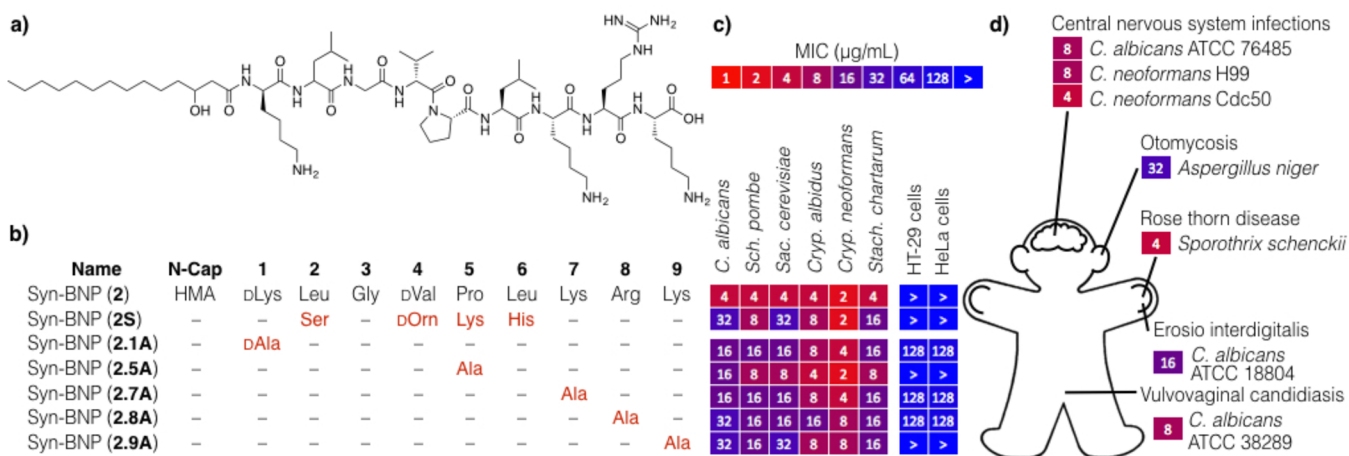 a)
HN
NH₂
NH
OH
O
H
N
NH₂
b)
Name N-Cap 1 2 3 4 5 6 7 8 9
Syn-BNP (2) HMA DLys Leu Gly DVal Pro Leu Lys Arg Lys
Syn-BNP (2S) – – Ser – DOrn Lys His – – –
Syn-BNP (2.1A) – DAla – – – – – – – –
Syn-BNP (2.5A) – – – – – Ala – – – –
Syn-BNP (2.7A) – – – – – – – Ala – –
Syn-BNP (2.8A) – – – – – – – – Ala –
Syn-BNP (2.9A) – – – – – – – – – Ala
c)
MIC (µg/mL)
1 2 4 8 16 32 64 128 >
C. albicans
Sch. pombe
Sac. cerevisiae
Cryp. albidus
Cryp. neoformans
Stach. chartarum
HT-29 cells
HeLa cells
4 4 4 4 2 4 > >
32 8 32 8 2 16 > >
16 16 16 8 4 16 128 128
16 8 8 4 2 8 > >
16 16 16 8 4 16 128 128
32 16 16 16 8 16 128 128
32 16 32 8 8 16 > >
d)
Central nervous system infections
8 C. albicans ATCC 76485
8 C. neoformans H99
4 C. neoformans Cdc50
Otomycosis
32 Aspergillus niger
Rose thorn disease
4 Sporothrix schenckii
Erosio interdigitalis
16 C. albicans
ATCC 18804
Vulvovaginal candidiasis
8 C. albicans
ATCC 38289